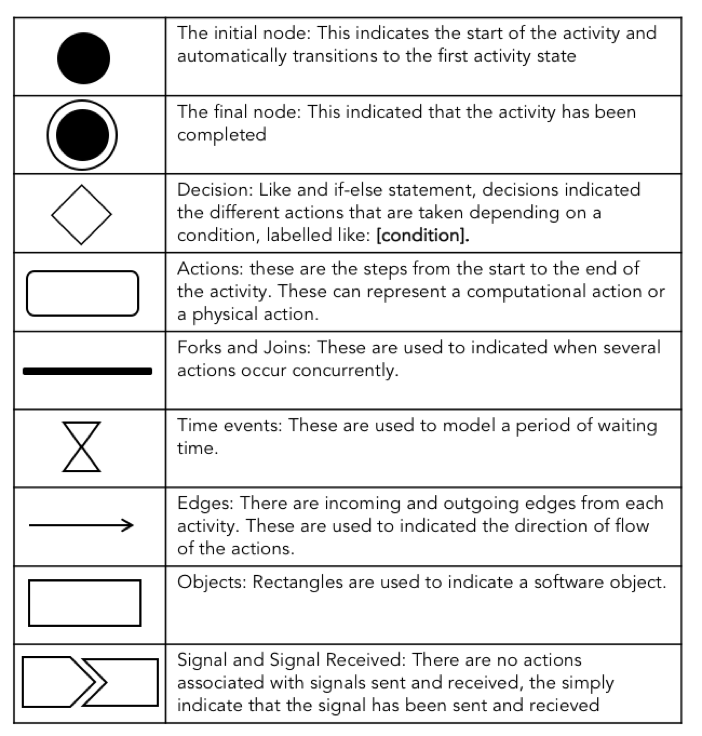 The initial node: This indicates the start of the activity and
automatically transitions to the first activity state
The final node: This indicated that the activity has been
completed
Decision: Like and if-else statement, decisions indicated
the different actions that are taken depending on a
condition, labelled like: [condition].
Actions: these are the steps from the start to the end of
the activity. These can represent a computational action or
a physical action.
Forks and Joins: These are used to indicated when several
actions occur concurrently.
Time events: These are used to model a period of waiting
time.
Edges: There are incoming and outgoing edges from each
activity. These are used to indicated the direction of flow
of the actions.
Objects: Rectangles are used to indicate a software object.
Signal and Signal Received: There are no actions
associated with signals sent and received, the simply
indicate that the signal has been sent and recieved